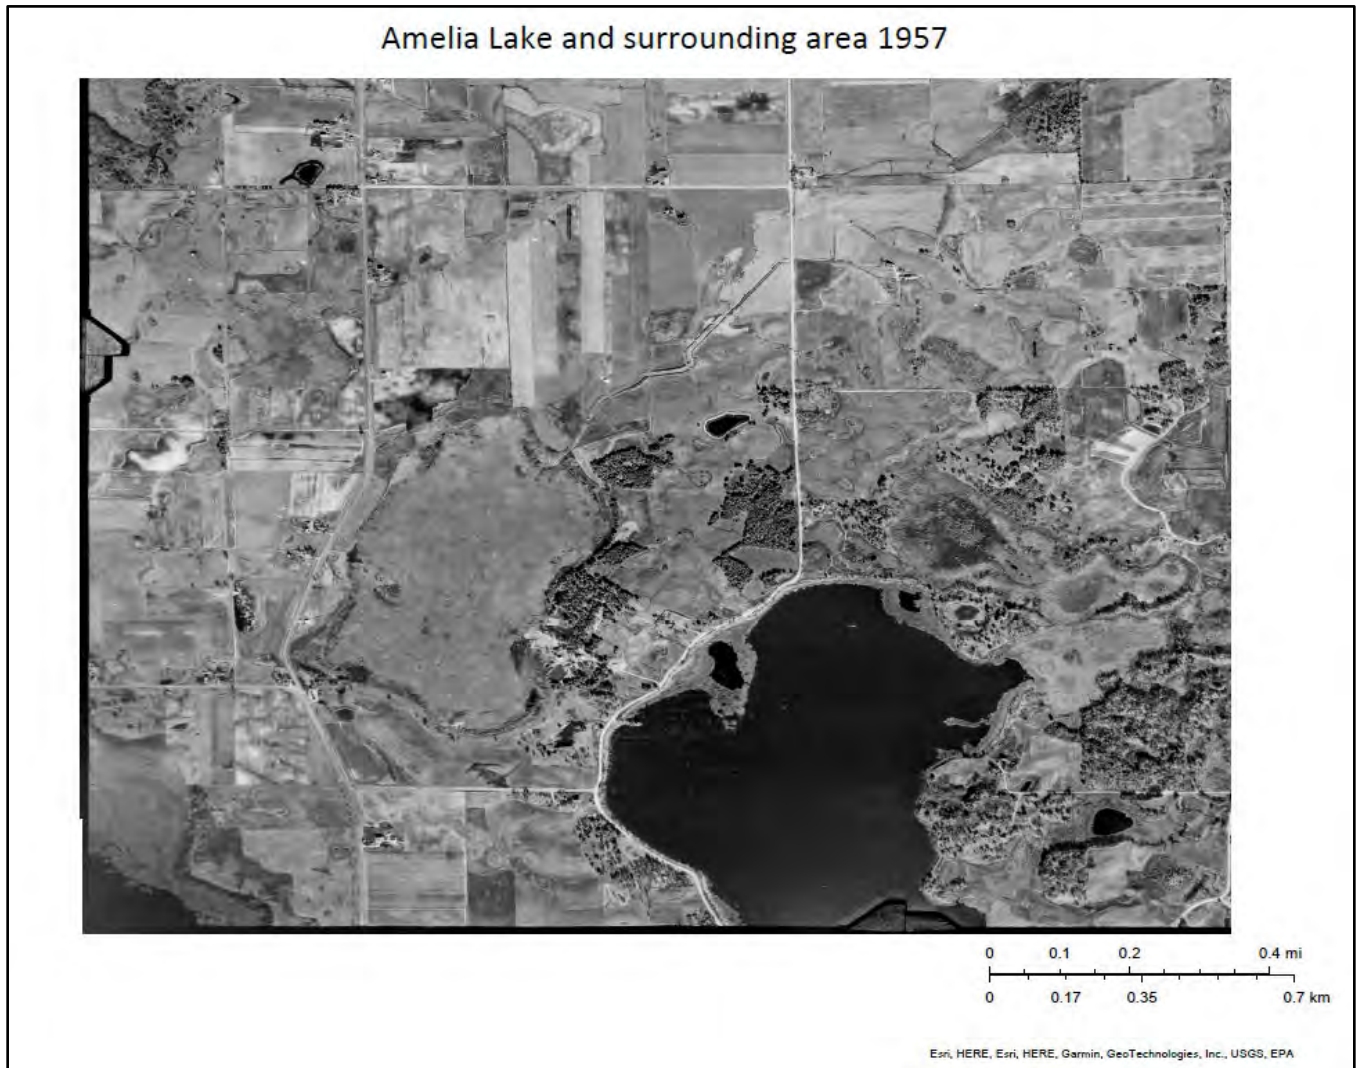 Amelia Lake and surrounding area 1957
0 0.1 0.2 0.4 mi
0 0.17 0.35 0.7 km
Esri, HERE, Esri, HERE, Garmin, GeoTechnologies, Inc., USGS, EPA